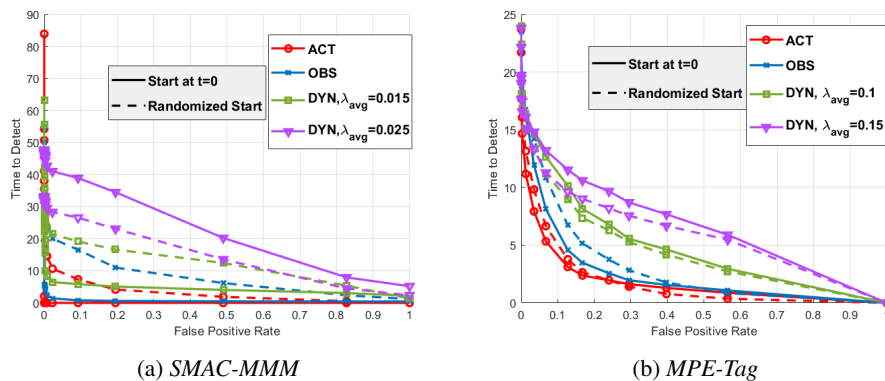 90
80
70
60
50
40
30
20
10
0
Time to Detect
Start at t=0
Randomized Start
ACT
OBS
DYN, λavg=0.015
DYN, λavg=0.025
0.1 0.2 0.3 0.4 0.5 0.6 0.7 0.8 0.9 1
False Positive Rate
(a) SMAC-MMM
25
20
15
10
5
0
Time to Detect
Start at t=0
Randomized Start
ACT
OBS
DYN, λavg=0.1
DYN, λavg=0.15
0 0.1 0.2 0.3 0.4 0.5 0.6 0.7 0.8 0.9
False Positive Rate
(b) MPE-Tag